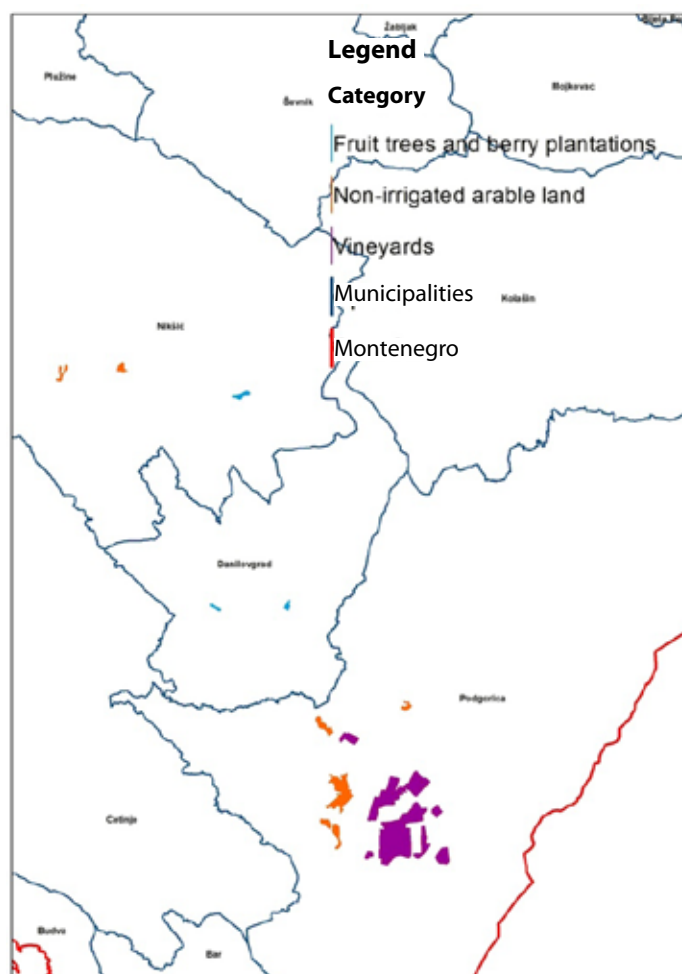 Žabljak
Bijelo Po
Legend
Plužine
Mojkovac
Category
Šavnik
Fruit trees and berry plantations
Non-irrigated arable land
Vineyards
Municipalities
Kolašin
Nikšić
Montenegro
Danilovgrad
Podgorica
Cetinje
Budva
Bar